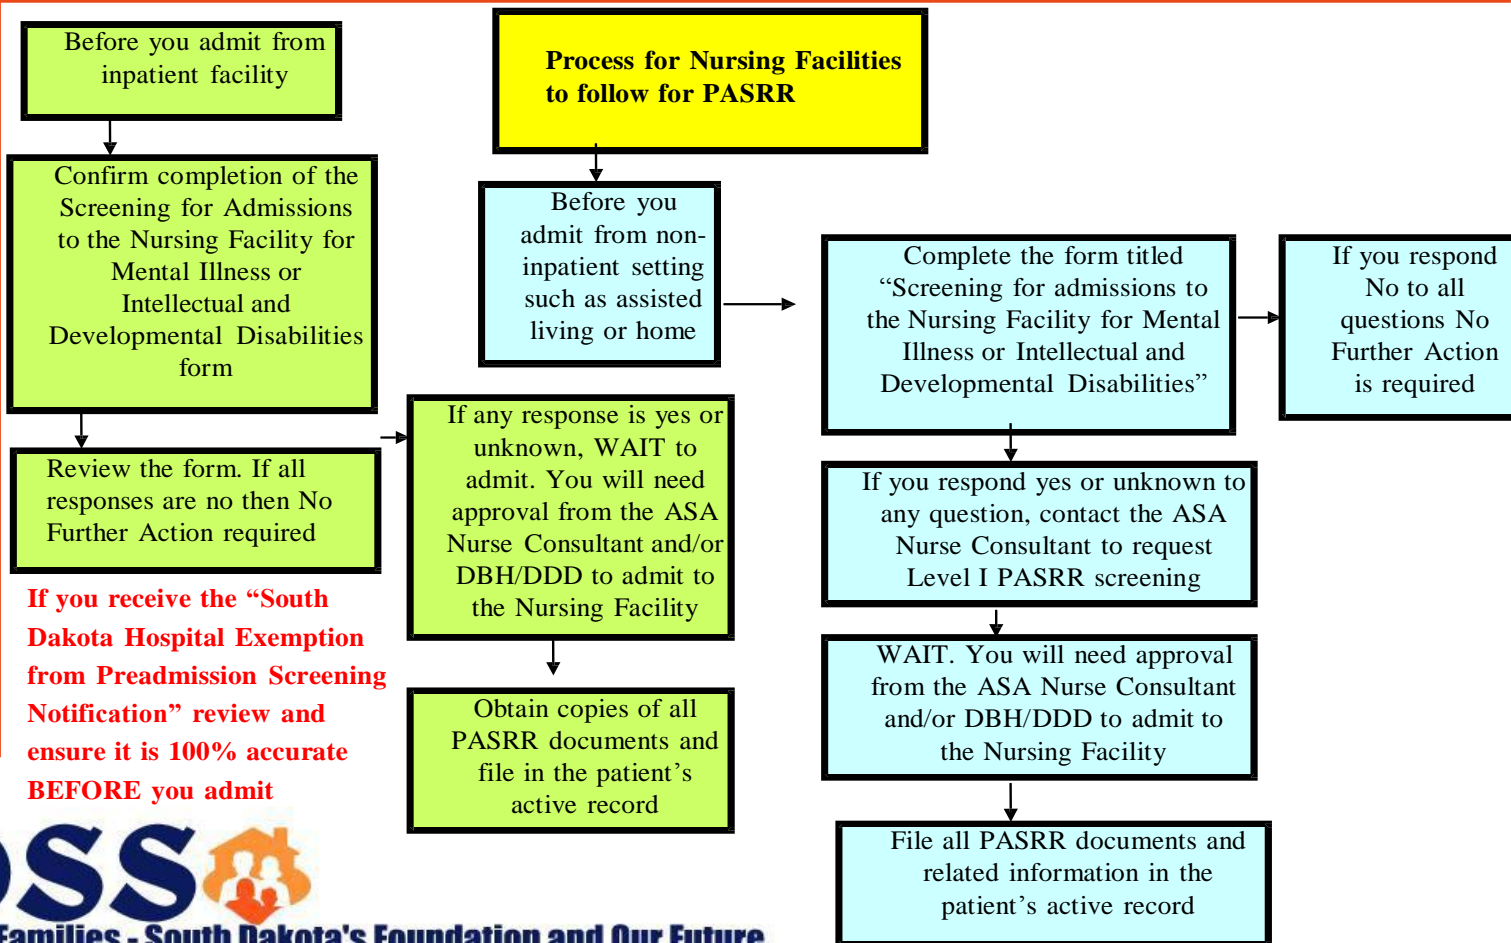 Before you admit from
inpatient facility
Process for Nursing Facilities
to follow for PASRR
Confirm completion of the
Screening for Admissions
to the Nursing Facility for
Mental Illness or
Intellectual and
Developmental Disabilities
form
Before you
admit from non-
inpatient setting
such as assisted
living or home
Complete the form titled
“Screening for admissions to
the Nursing Facility for Mental
Illness or Intellectual and
Developmental Disabilities”
If you respond
No to all
questions No
Further Action
is required
Review the form. If all
responses are no then No
Further Action required
If any response is yes or
unknown, WAIT to
admit. You will need
approval from the ASA
Nurse Consultant and/or
DBH/DDD to admit to
the Nursing Facility
If you respond yes or unknown to
any question, contact the ASA
Nurse Consultant to request
Level I PASRR screening
If you receive the “South
Dakota Hospital Exemption
from Preadmission Screening
Notification” review and
ensure it is 100% accurate
BEFORE you admit
Obtain copies of all
PASRR documents and
file in the patient’s
active record
WAIT. You will need approval
from the ASA Nurse Consultant
and/or DBH/DDD to admit to
the Nursing Facility
File all PASRR documents and
related information in the
patient’s active record
DSS
Families - South Dakota's Foundation and Our Future